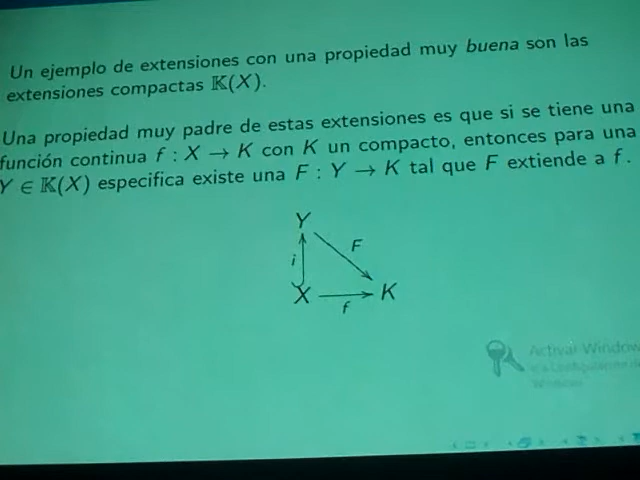 Un ejemplo de extensiones con una propiedad muy buena son las
extensiones compactas 𝕂(X).
Una propiedad muy padre de estas extensiones es que si se tiene una
función continua f : X → K con K un compacto, entonces para una
Y ∈ 𝕂(X) especifica existe una F : Y → K tal que F extiende a f.
Y
F
i
X
K
f
Activar Window